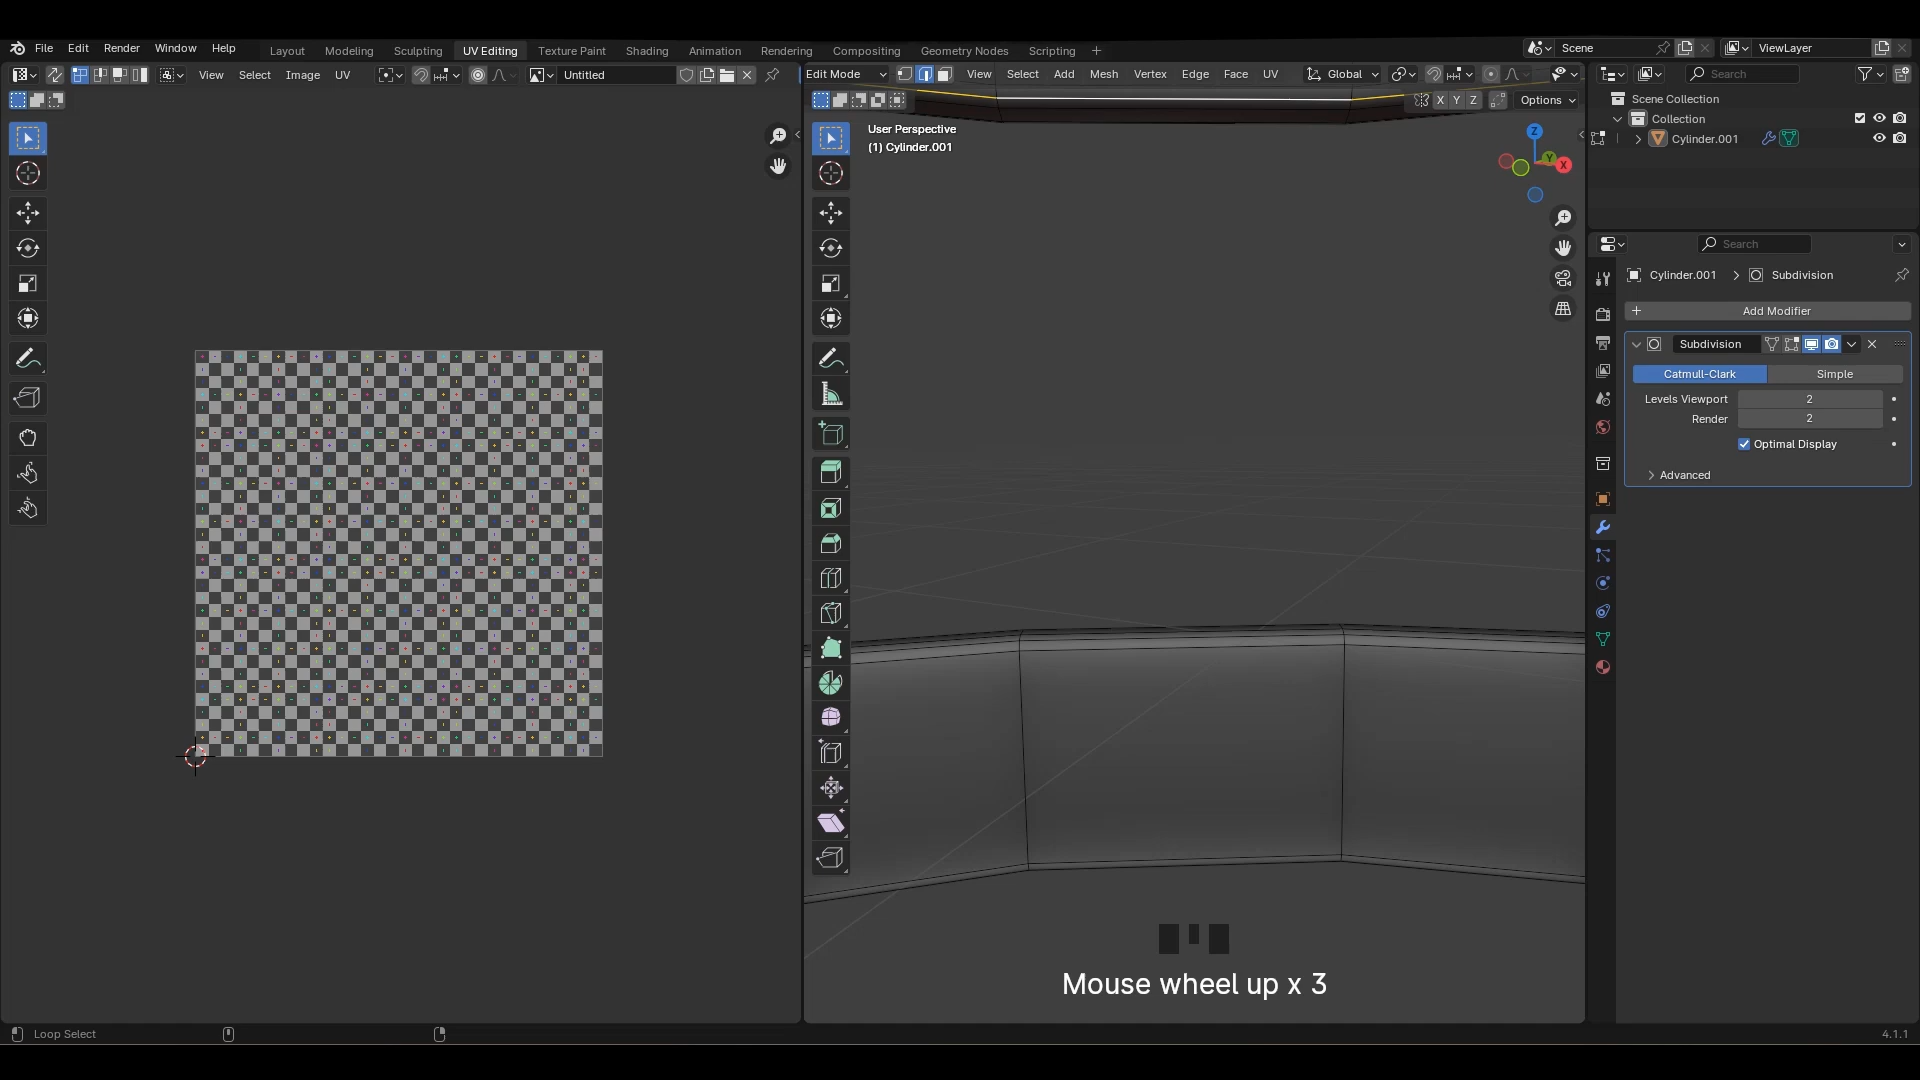 File Edit Render Window Help Layout Modeling Sculpting UV Editing Texture Paint Shading Animation Rendering Compositing Geometry Nodes Scripting + Scene ViewLayer
View Select Image UV Untitled
Edit Mode View Select Add Mesh Vertex Edge Face UV Global
X Y Z Options
User Perspective
(1) Cylinder.001
Z
Y
X
Search
Scene Collection
Collection
Cylinder.001
Search
Cylinder.001 > Subdivision
+ Add Modifier
Subdivision
Catmull-Clark Simple
Levels Viewport 2
Render 2
Optimal Display
> Advanced
Mouse wheel up x 3
Loop Select
4.1.1